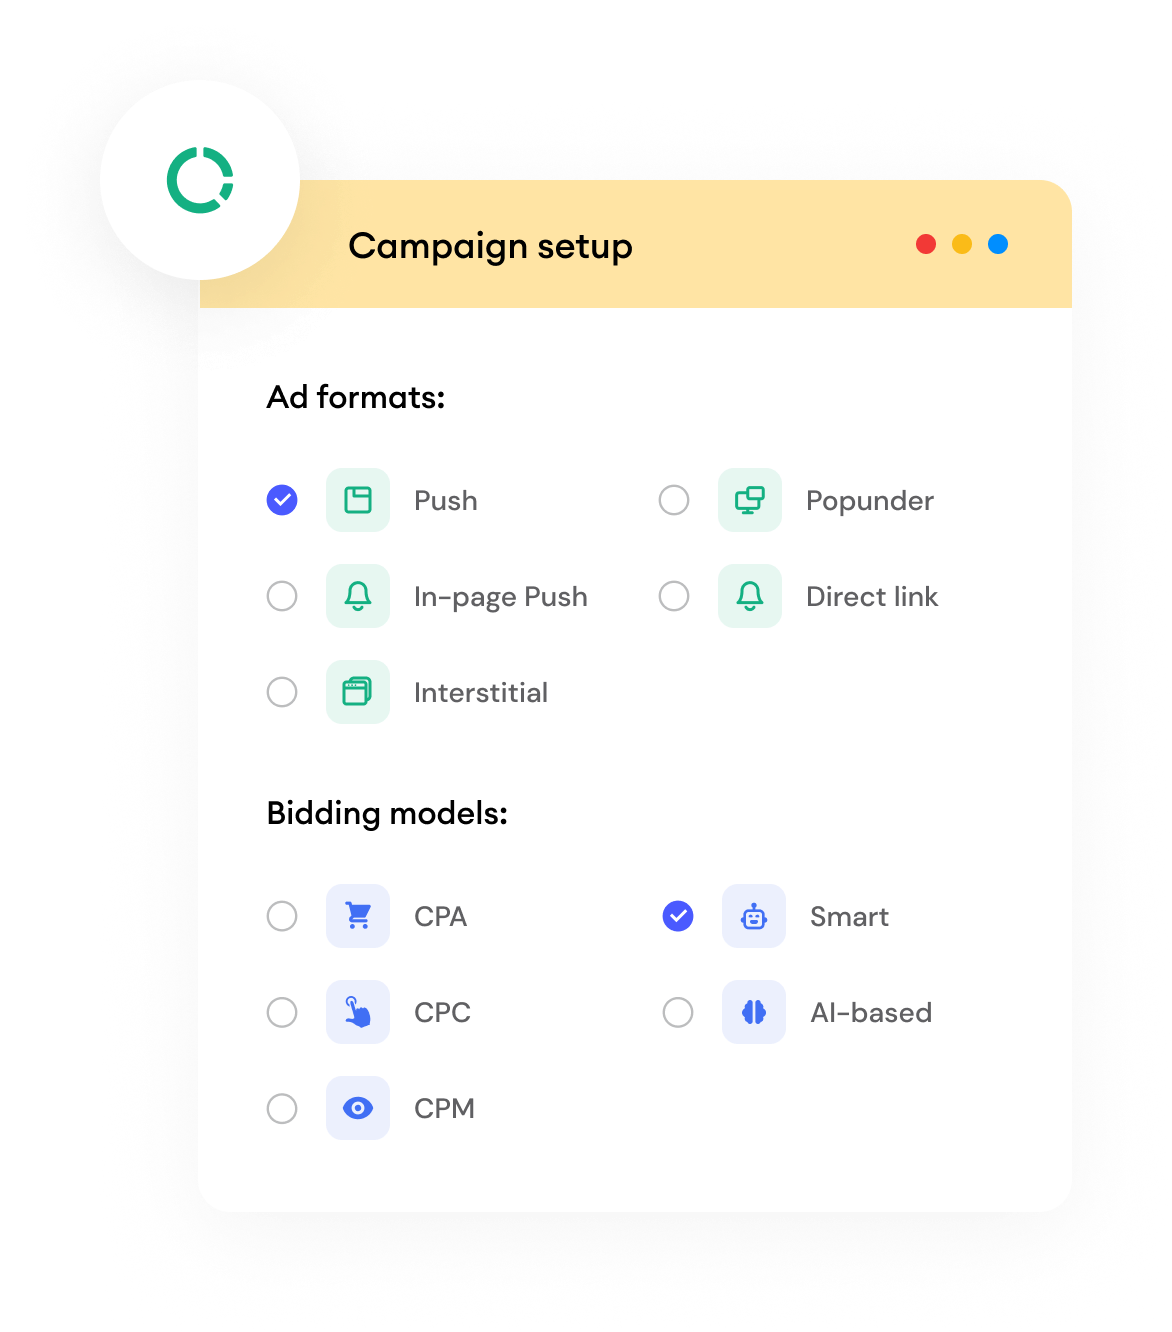 Campaign setup
Ad formats:
Push
Popunder
In-page Push
Direct link
Interstitial
Bidding models:
CPA
Smart
CPC
AI-based
CPM